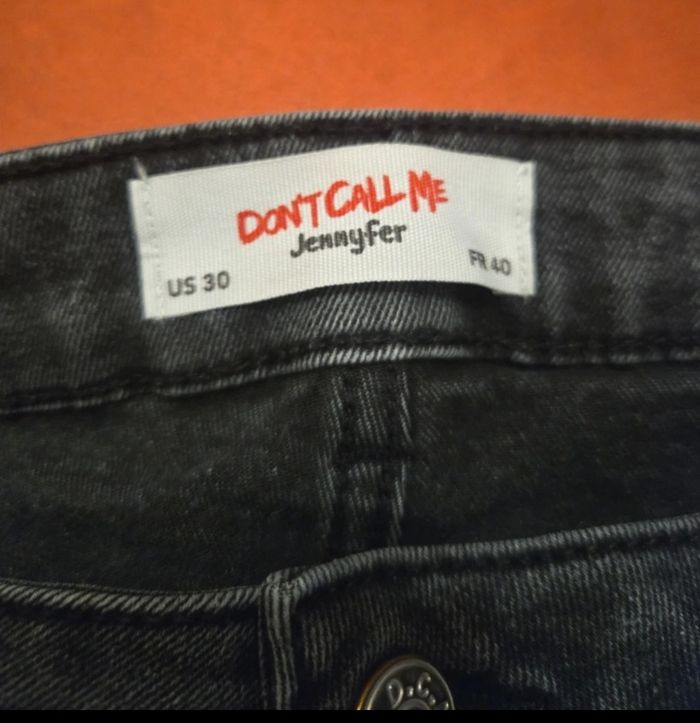 DON'T CALL ME
Jennyfer
US 30
FR 40
D.C.